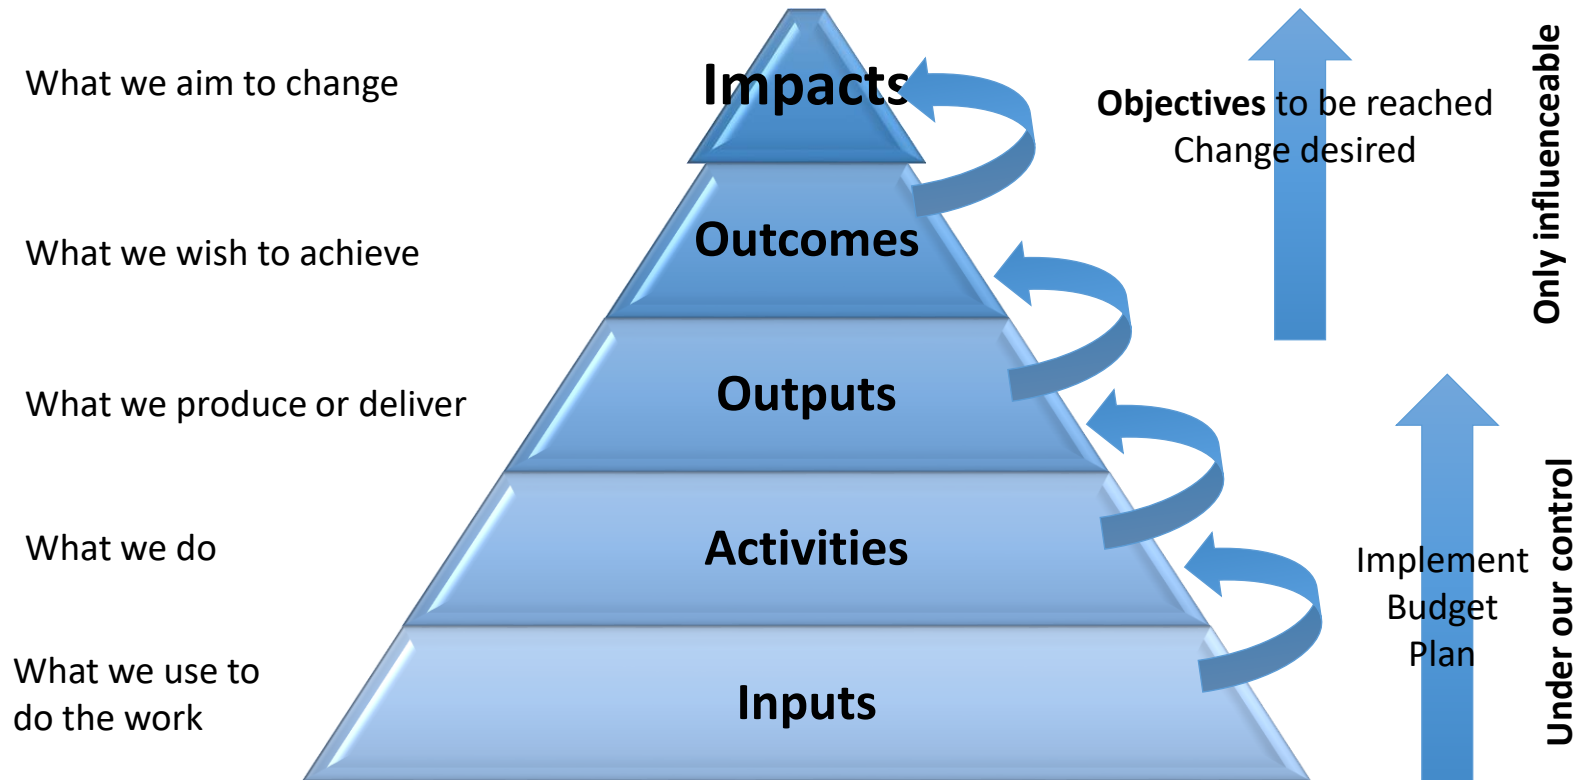 What we aim to change
Impacts
Objectives to be reached
Change desired
Only influenceable
What we wish to achieve
Outcomes
What we produce or deliver
Outputs
What we do
Activities
Implement
Budget
Plan
Under our control
What we use to
do the work
Inputs